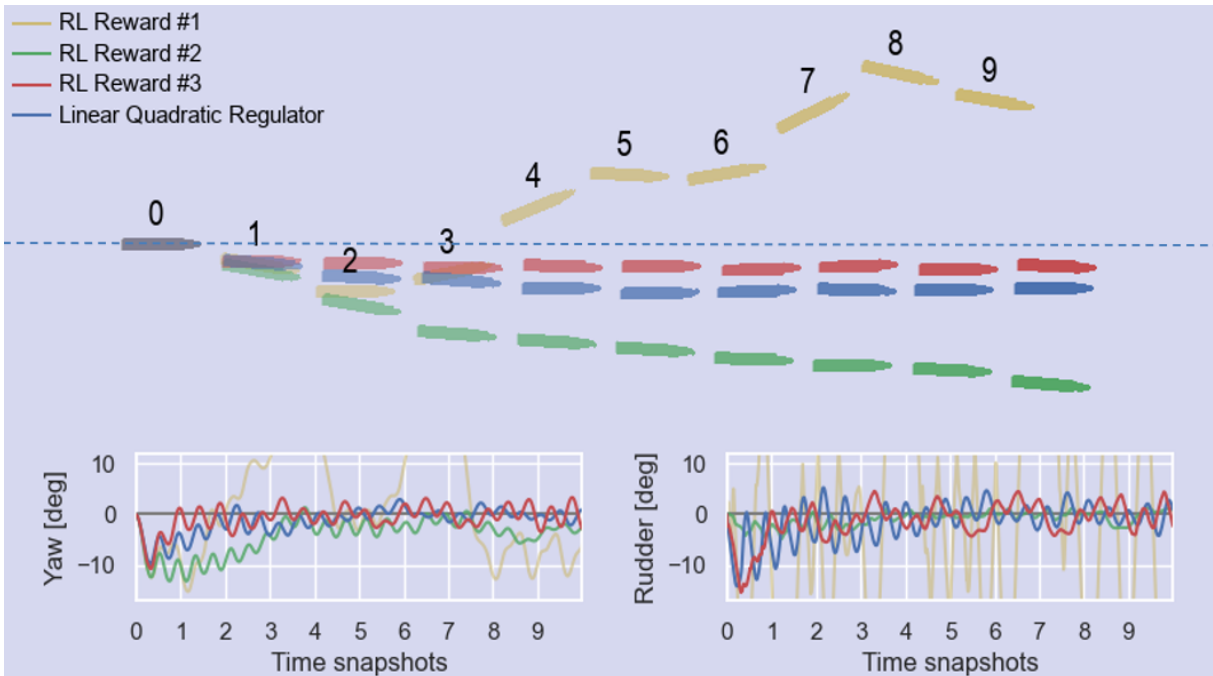 RL Reward #1
RL Reward #2
RL Reward #3
Linear Quadratic Regulator
0
1
2
3
4
5
6
7
8
9
Yaw [deg]
10
0
−10
0 1 2 3 4 5 6 7 8 9
Time snapshots
Rudder [deg]
10
0
−10
0 1 2 3 4 5 6 7 8 9
Time snapshots